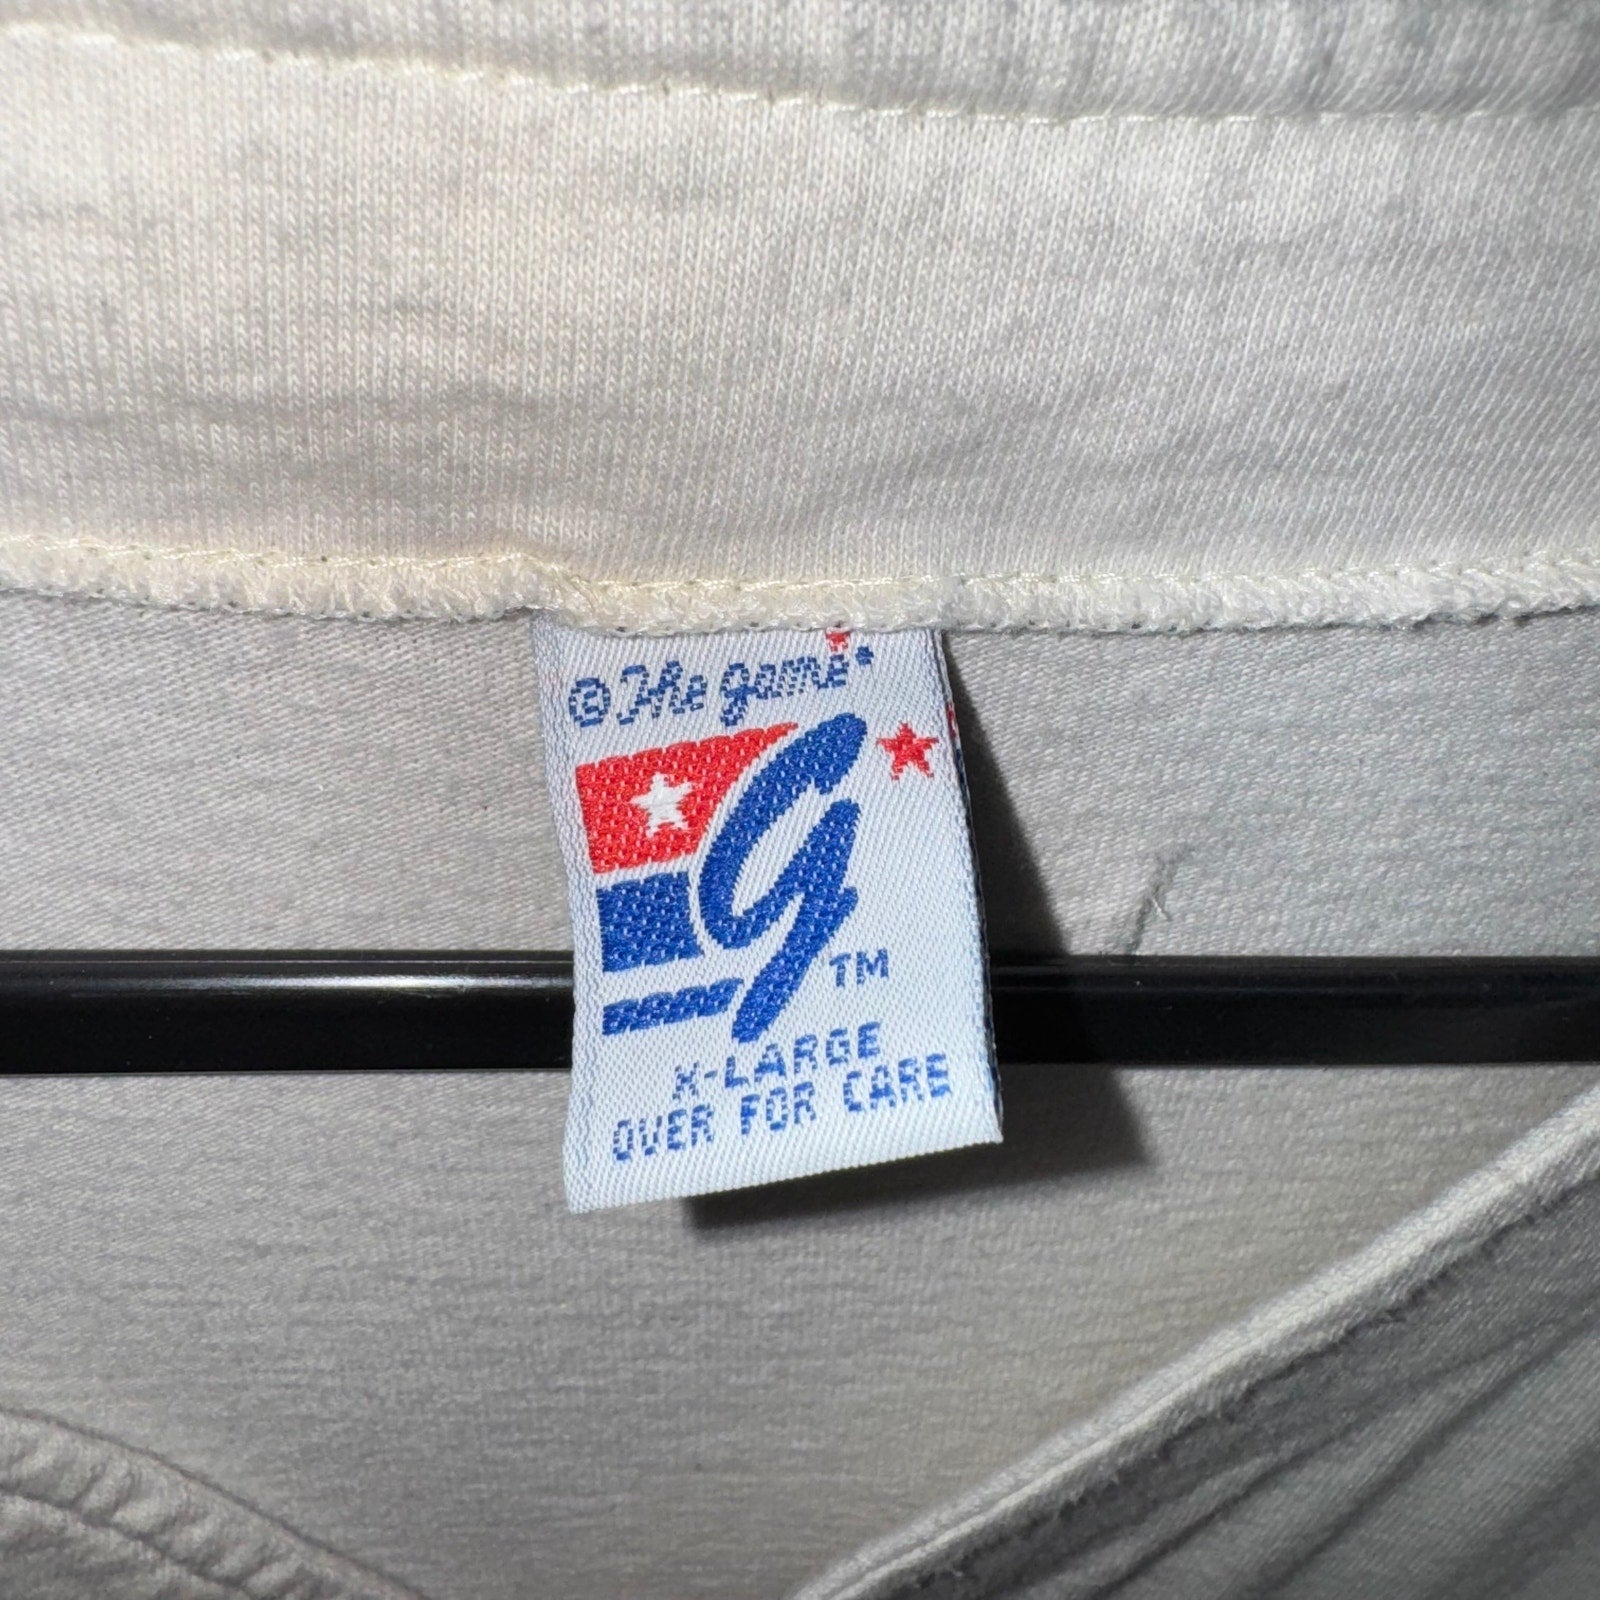 © The game
g TM
X-LARGE
OVER FOR CARE